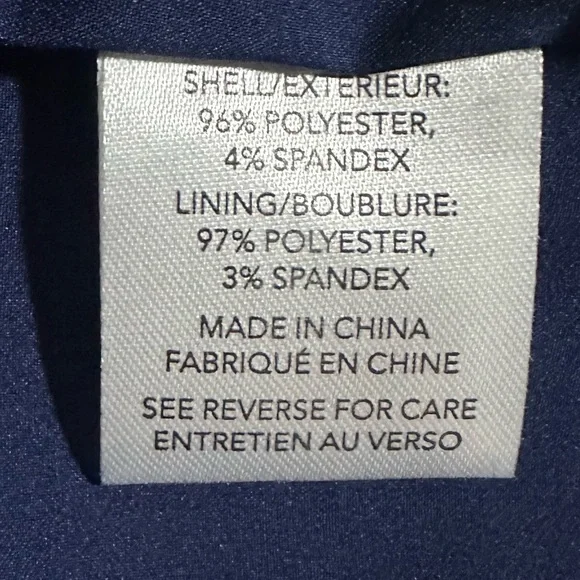 SHELL/EXTERIEUR:
96% POLYESTER,
4% SPANDEX
LINING/BOUBLURE:
97% POLYESTER,
3% SPANDEX
MADE IN CHINA
FABRIQUÉ EN CHINE
SEE REVERSE FOR CARE
ENTRETIEN AU VERSO